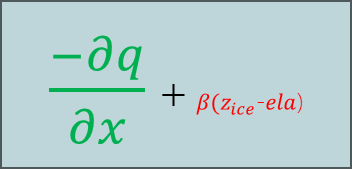 −∂q
∂x
+ β(z_ice-ela)